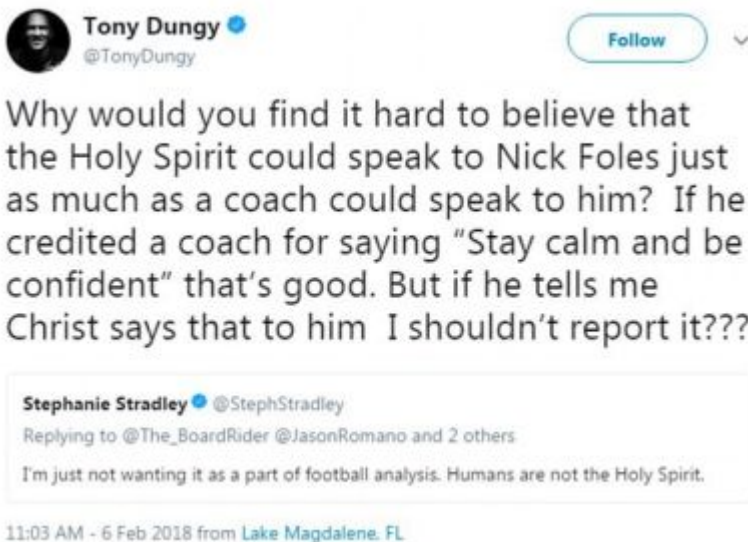 Tony Dungy
@TonyDungy
Follow
Why would you find it hard to believe that
the Holy Spirit could speak to Nick Foles just
as much as a coach could speak to him?  If he
credited a coach for saying "Stay calm and be
confident" that's good. But if he tells me
Christ says that to him  I shouldn't report it???
Stephanie Stradley @StephStradley
Replying to @The_BoardRider @JasonRomano and 2 others
I'm just not wanting it as a part of football analysis. Humans are not the Holy Spirit.
11:03 AM - 6 Feb 2018 from Lake Magdalene, FL